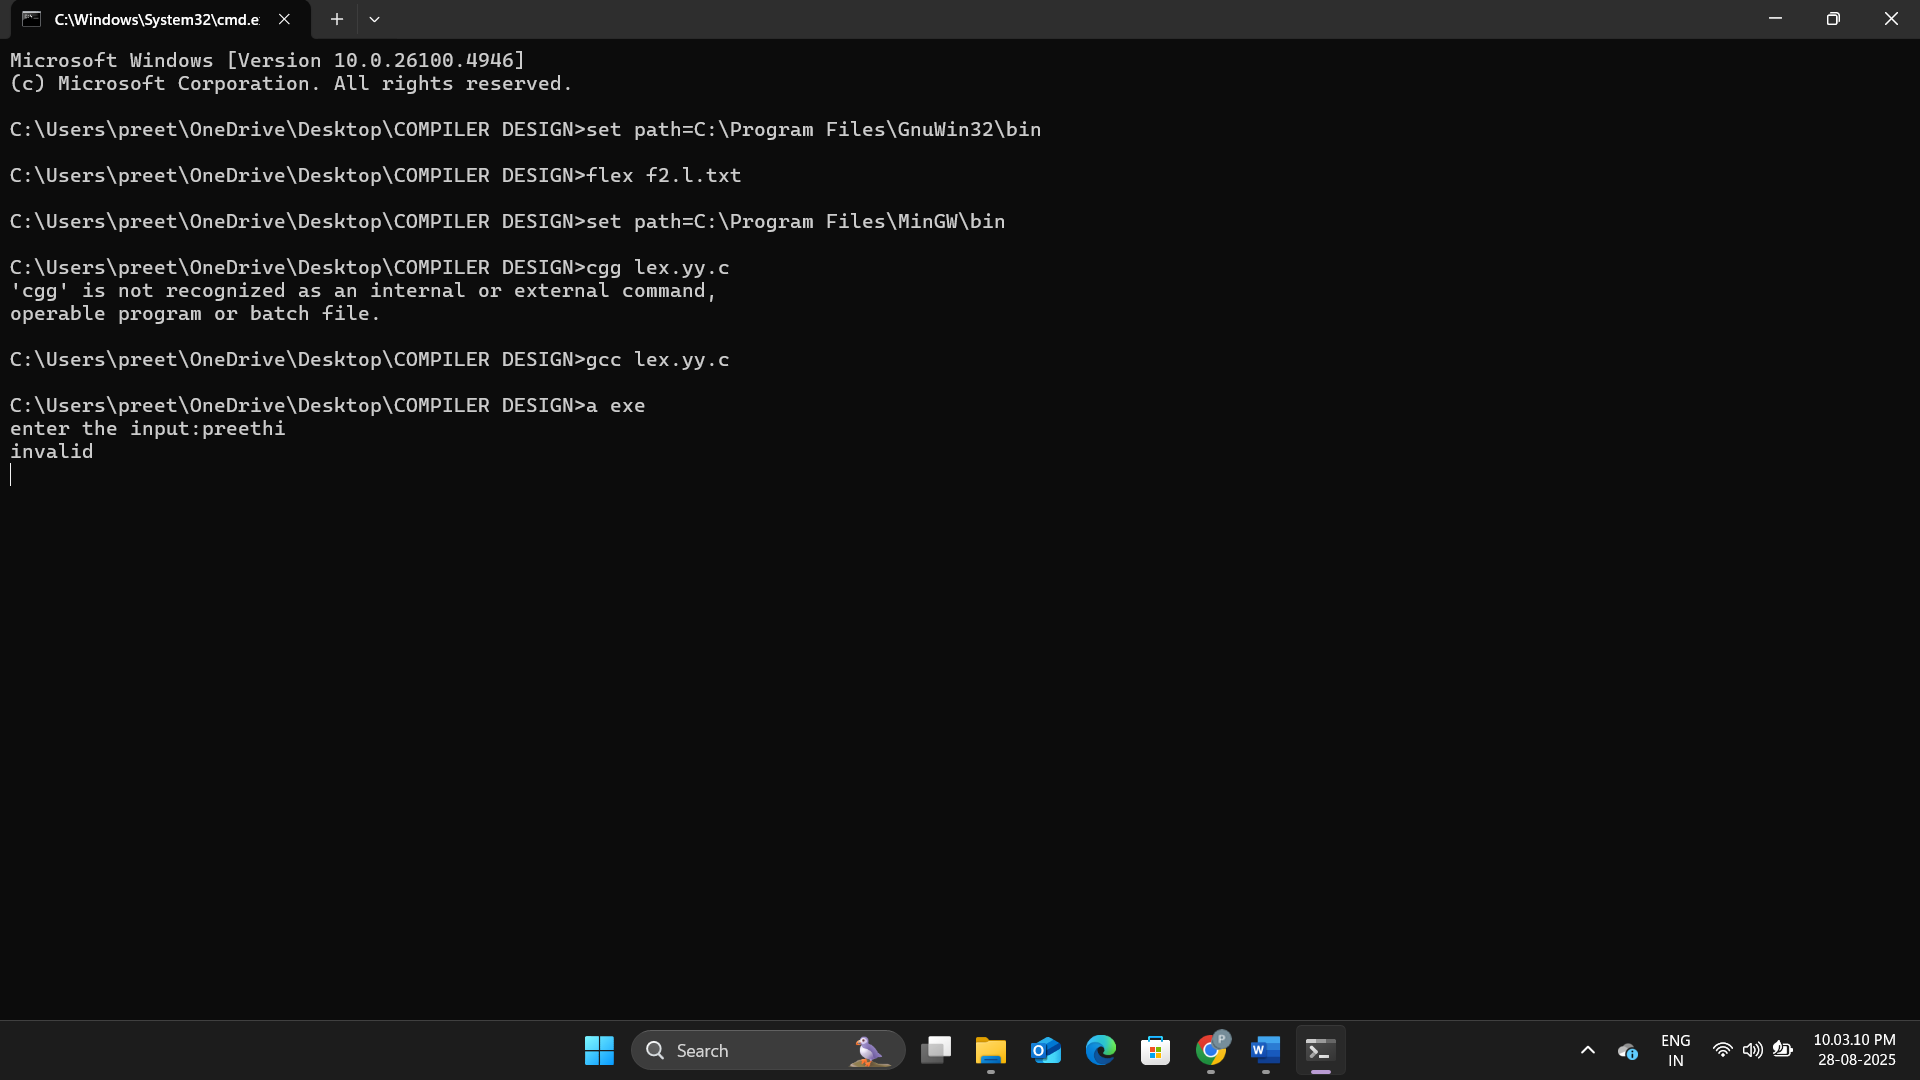 C:\Windows\System32\cmd.e
Microsoft Windows [Version 10.0.26100.4946]
(c) Microsoft Corporation. All rights reserved.
C:\Users\preet\OneDrive\Desktop\COMPILER DESIGN>set path=C:\Program Files\GnuWin32\bin
C:\Users\preet\OneDrive\Desktop\COMPILER DESIGN>flex f2.l.txt
C:\Users\preet\OneDrive\Desktop\COMPILER DESIGN>set path=C:\Program Files\MinGW\bin
C:\Users\preet\OneDrive\Desktop\COMPILER DESIGN>cgg lex.yy.c
'cgg' is not recognized as an internal or external command,
operable program or batch file.
C:\Users\preet\OneDrive\Desktop\COMPILER DESIGN>gcc lex.yy.c
C:\Users\preet\OneDrive\Desktop\COMPILER DESIGN>a exe
enter the input:preethi
invalid
Search
ENG
IN
10.03.10 PM
28-08-2025